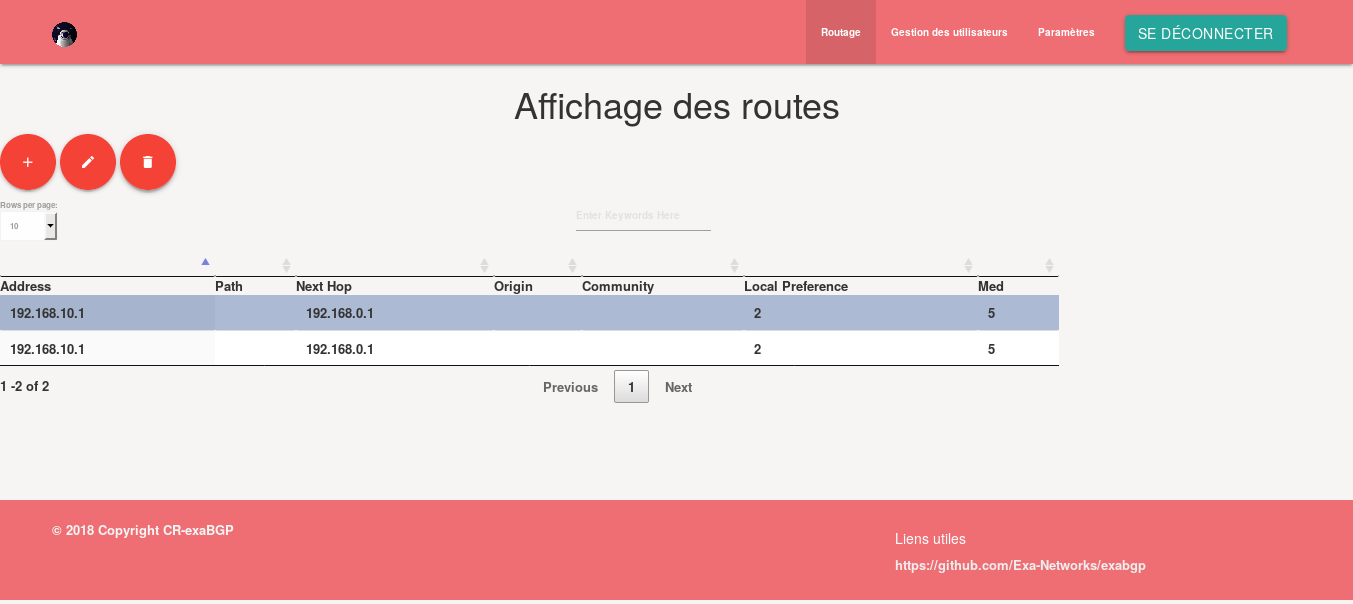 Routage Gestion des utilisateurs Paramètres SE DÉCONNECTER
Affichage des routes
Rows per page:
10
Enter Keywords Here
Address Path Next Hop Origin Community Local Preference Med
192.168.10.1 192.168.0.1 2 5
192.168.10.1 192.168.0.1 2 5
1 -2 of 2 Previous 1 Next
© 2018 Copyright CR-exaBGP
Liens utiles
https://github.com/Exa-Networks/exabgp